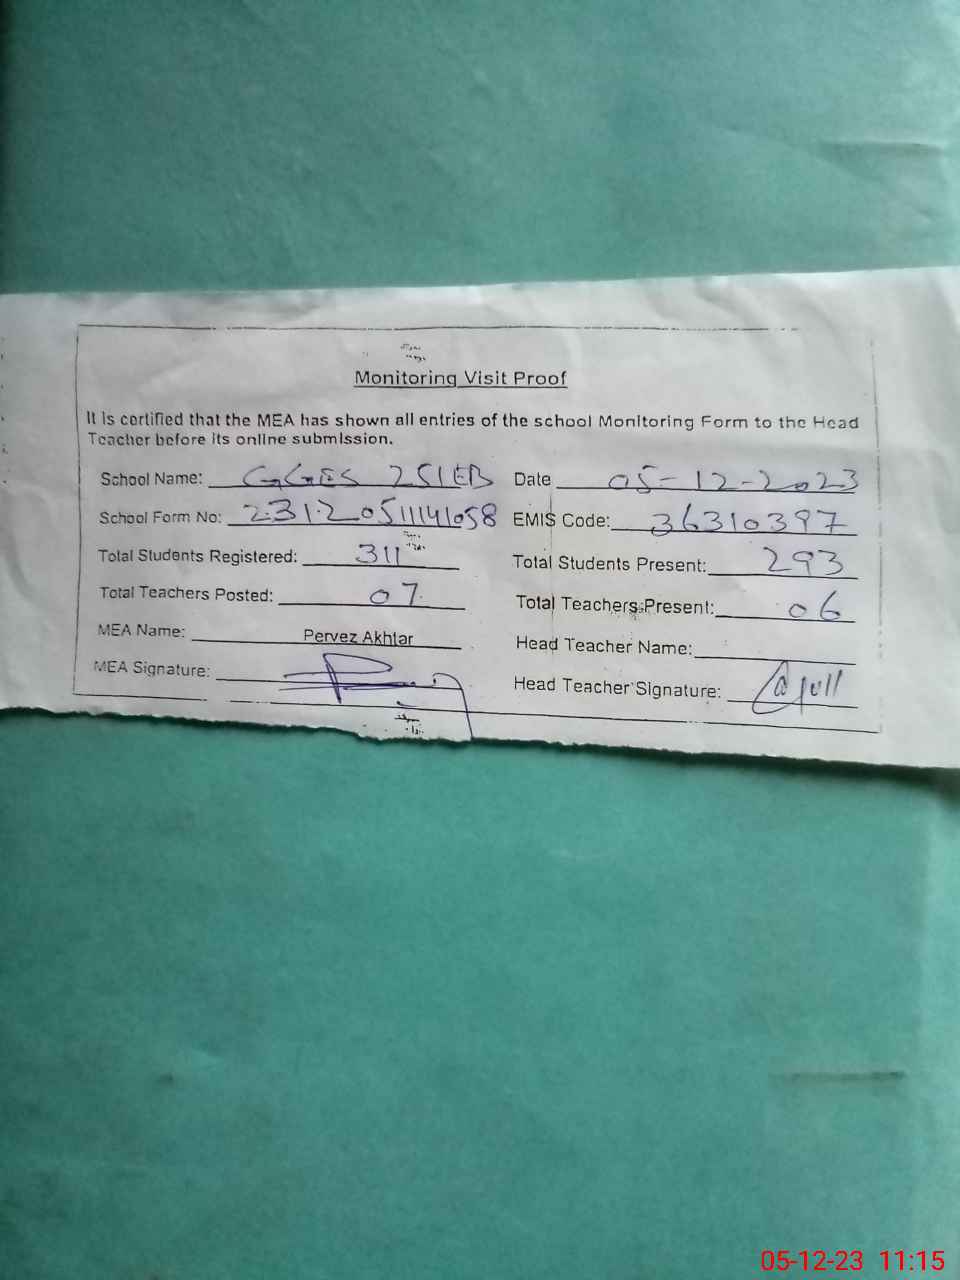 Monitoring Visit Proof
It is certified that the MEA has shown all entries of the school Monitoring Form to the Head
Teacher before its online submission.
School Name: GGES 251EB Date 05-12-2023
School Form No: 231205111141058 EMIS Code: 36310397
Total Students Registered: 311 Total Students Present: 293
Total Teachers Posted: 07 Total Teachers Present: 06
MEA Name: Pervez Akhtar Head Teacher Name:
MEA Signature: Head Teacher Signature:
05-12-23 11:15